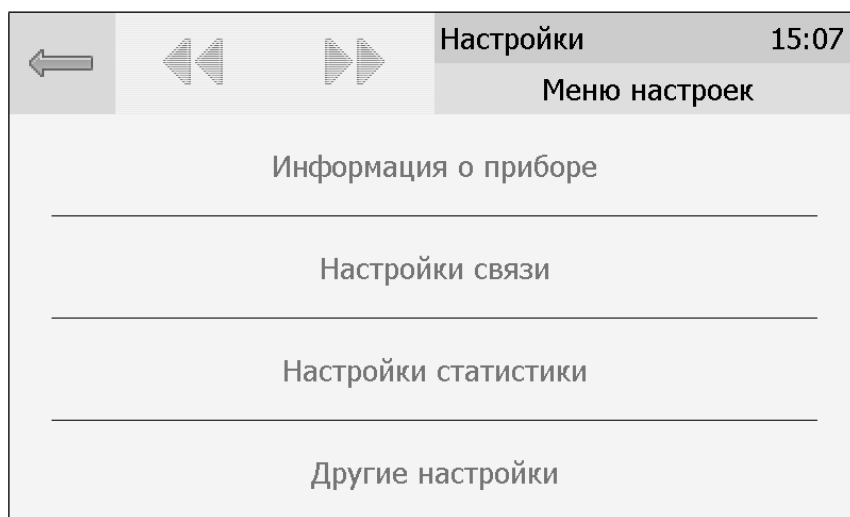 Настройки 15:07
Меню настроек
Информация о приборе
Настройки связи
Настройки статистики
Другие настройки